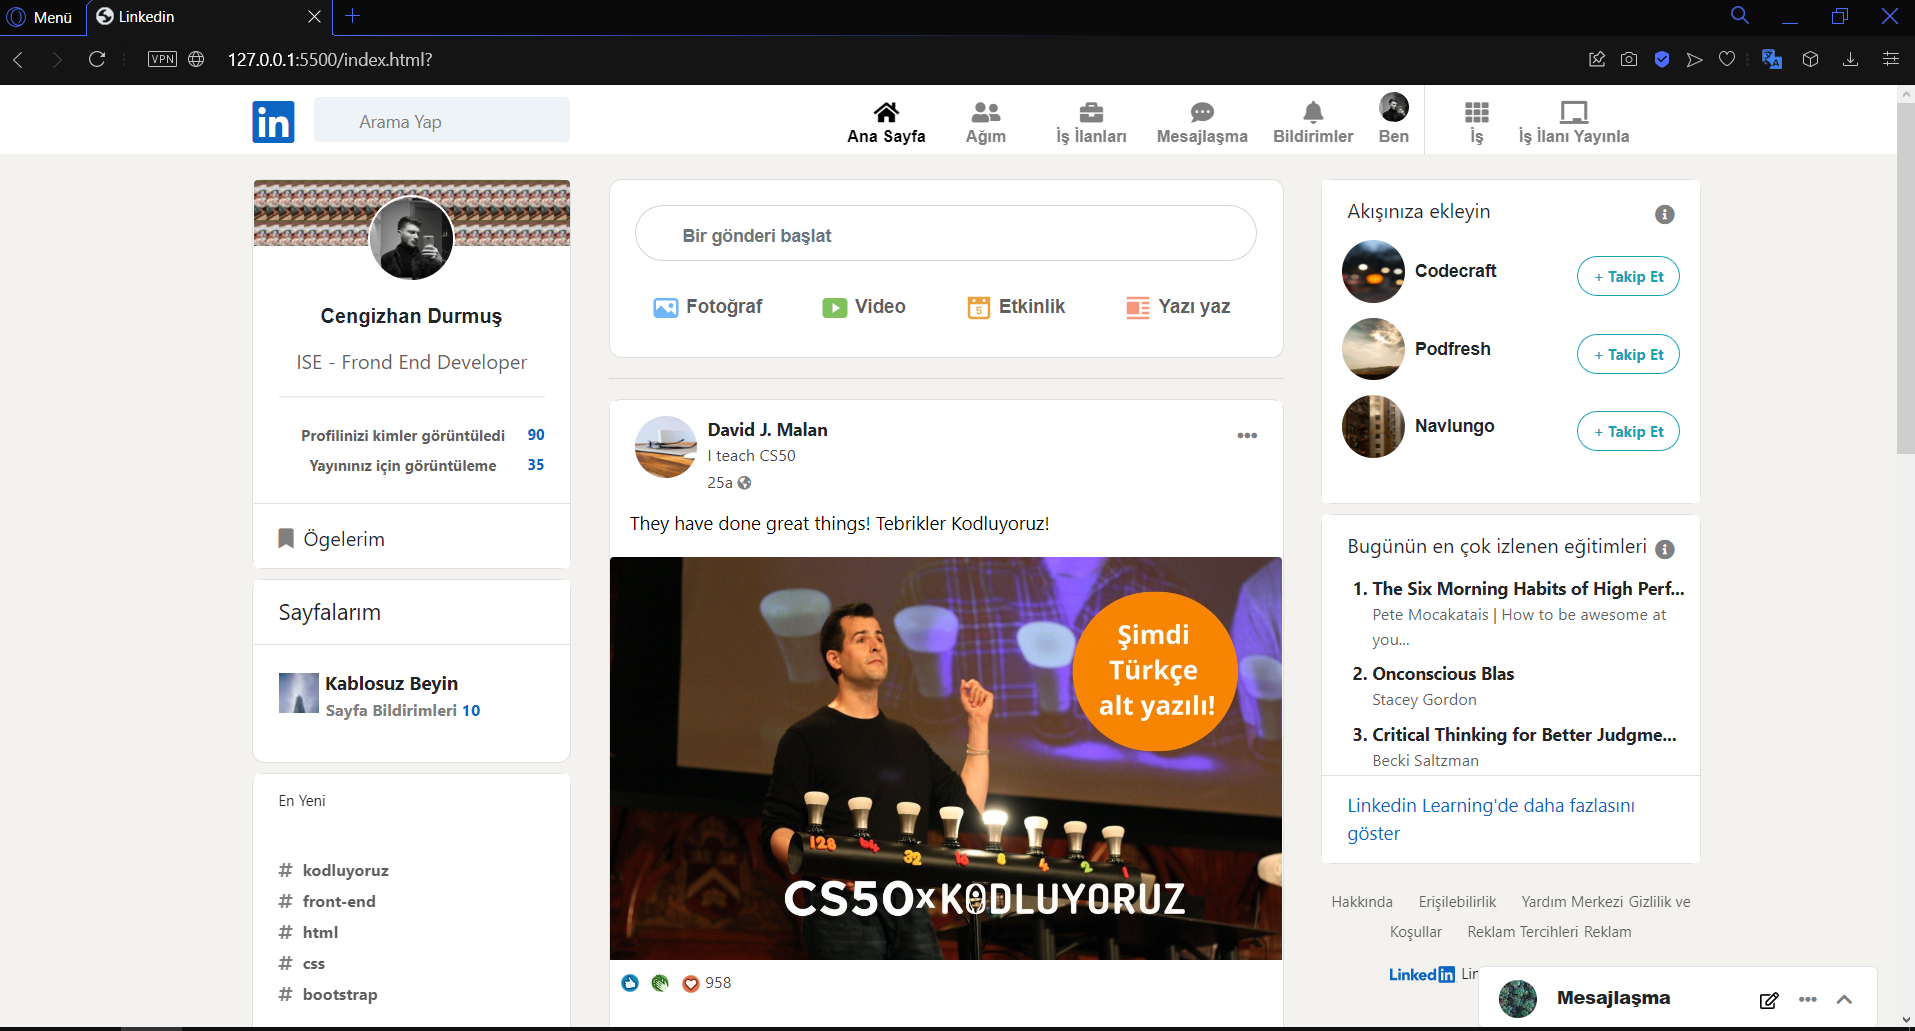 Menü
Linkedin
VPN
127.0.0.1:5500/index.html?
in
Arama Yap
Ana Sayfa
Ağım
İş İlanları
Mesajlaşma
Bildirimler
Ben
İş
İş İlanı Yayınla
Cengizhan Durmuş
ISE - Frond End Developer
Profilinizi kimler görüntüledi 90
Yayınınız için görüntüleme 35
Ögelerim
Sayfalarım
Kablosuz Beyin
Sayfa Bildirimleri 10
En Yeni
# kodluyoruz
# front-end
# html
# css
# bootstrap
Bir gönderi başlat
Fotoğraf
Video
5
Etkinlik
Yazı yaz
David J. Malan
I teach CS50
25a
They have done great things! Tebrikler Kodluyoruz!
Şimdi
Türkçe
alt yazılı!
128 64 32 16 8 4 2 1
CS50xKODLUYORUZ
958
Akışınıza ekleyin
Codecraft
+ Takip Et
Podfresh
+ Takip Et
Navlungo
+ Takip Et
Bugünün en çok izlenen eğitimleri
1. The Six Morning Habits of High Perf...
Pete Mocakatais | How to be awesome at
you...
2. Onconscious Blas
Stacey Gordon
3. Critical Thinking for Better Judgme...
Becki Saltzman
Linkedin Learning'de daha fazlasını
göster
Hakkında Erişilebilirlik Yardım Merkezi Gizlilik ve
Koşullar Reklam Tercihleri Reklam
Linkedin Lin
Mesajlaşma